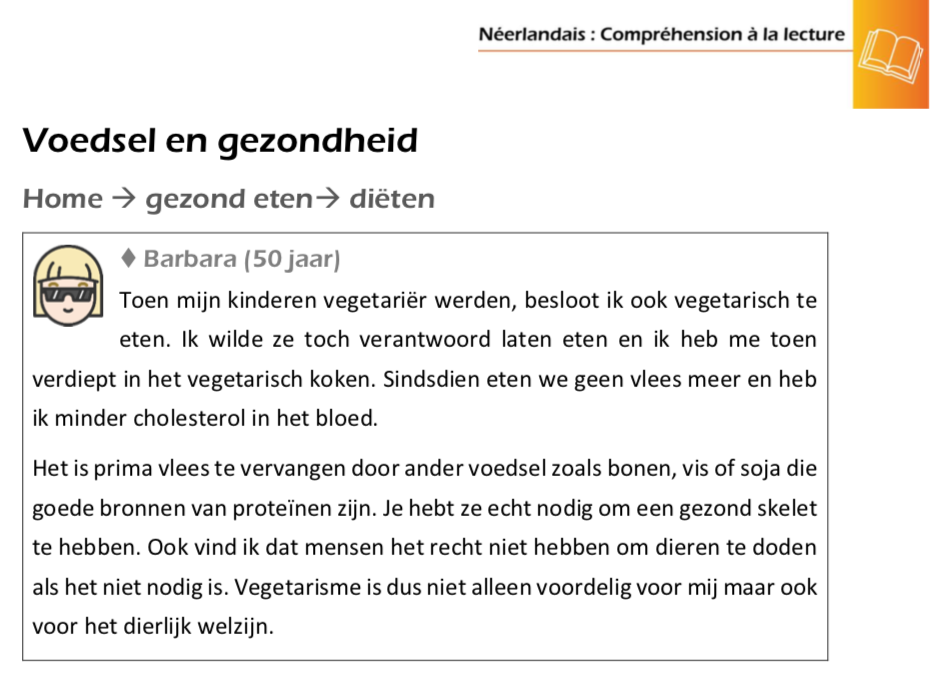 Néerlandais : Compréhension à la lecture
Voedsel en gezondheid
Home → gezond eten→ diëten
♦ Barbara (50 jaar)
Toen mijn kinderen vegetariër werden, besloot ik ook vegetarisch te
eten. Ik wilde ze toch verantwoord laten eten en ik heb me toen
verdiept in het vegetarisch koken. Sindsdien eten we geen vlees meer en heb
ik minder cholesterol in het bloed.
Het is prima vlees te vervangen door ander voedsel zoals bonen, vis of soja die
goede bronnen van proteïnen zijn. Je hebt ze echt nodig om een gezond skelet
te hebben. Ook vind ik dat mensen het recht niet hebben om dieren te doden
als het niet nodig is. Vegetarisme is dus niet alleen voordelig voor mij maar ook
voor het dierlijk welzijn.